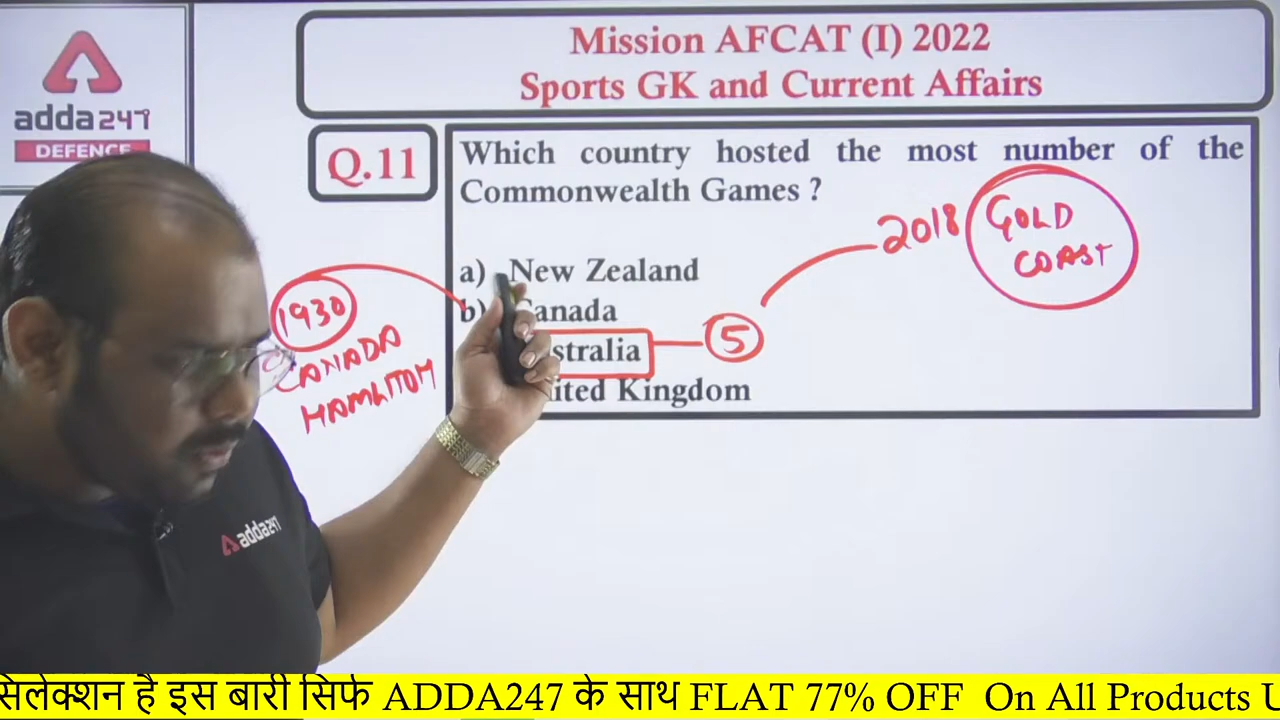 adda247
DEFENCE
Mission AFCAT (I) 2022
Sports GK and Current Affairs
Q.11
Which country hosted the most number of the
Commonwealth Games ?
a) New Zealand
b) anada
stralia
ited Kingdom
5
2018
GOLD
COAST
1930
CANADA
HAMLITOM
adda247
सिलेक्शन है इस बारी सिर्फ ADDA247 के साथ FLAT 77% OFF On All Products U